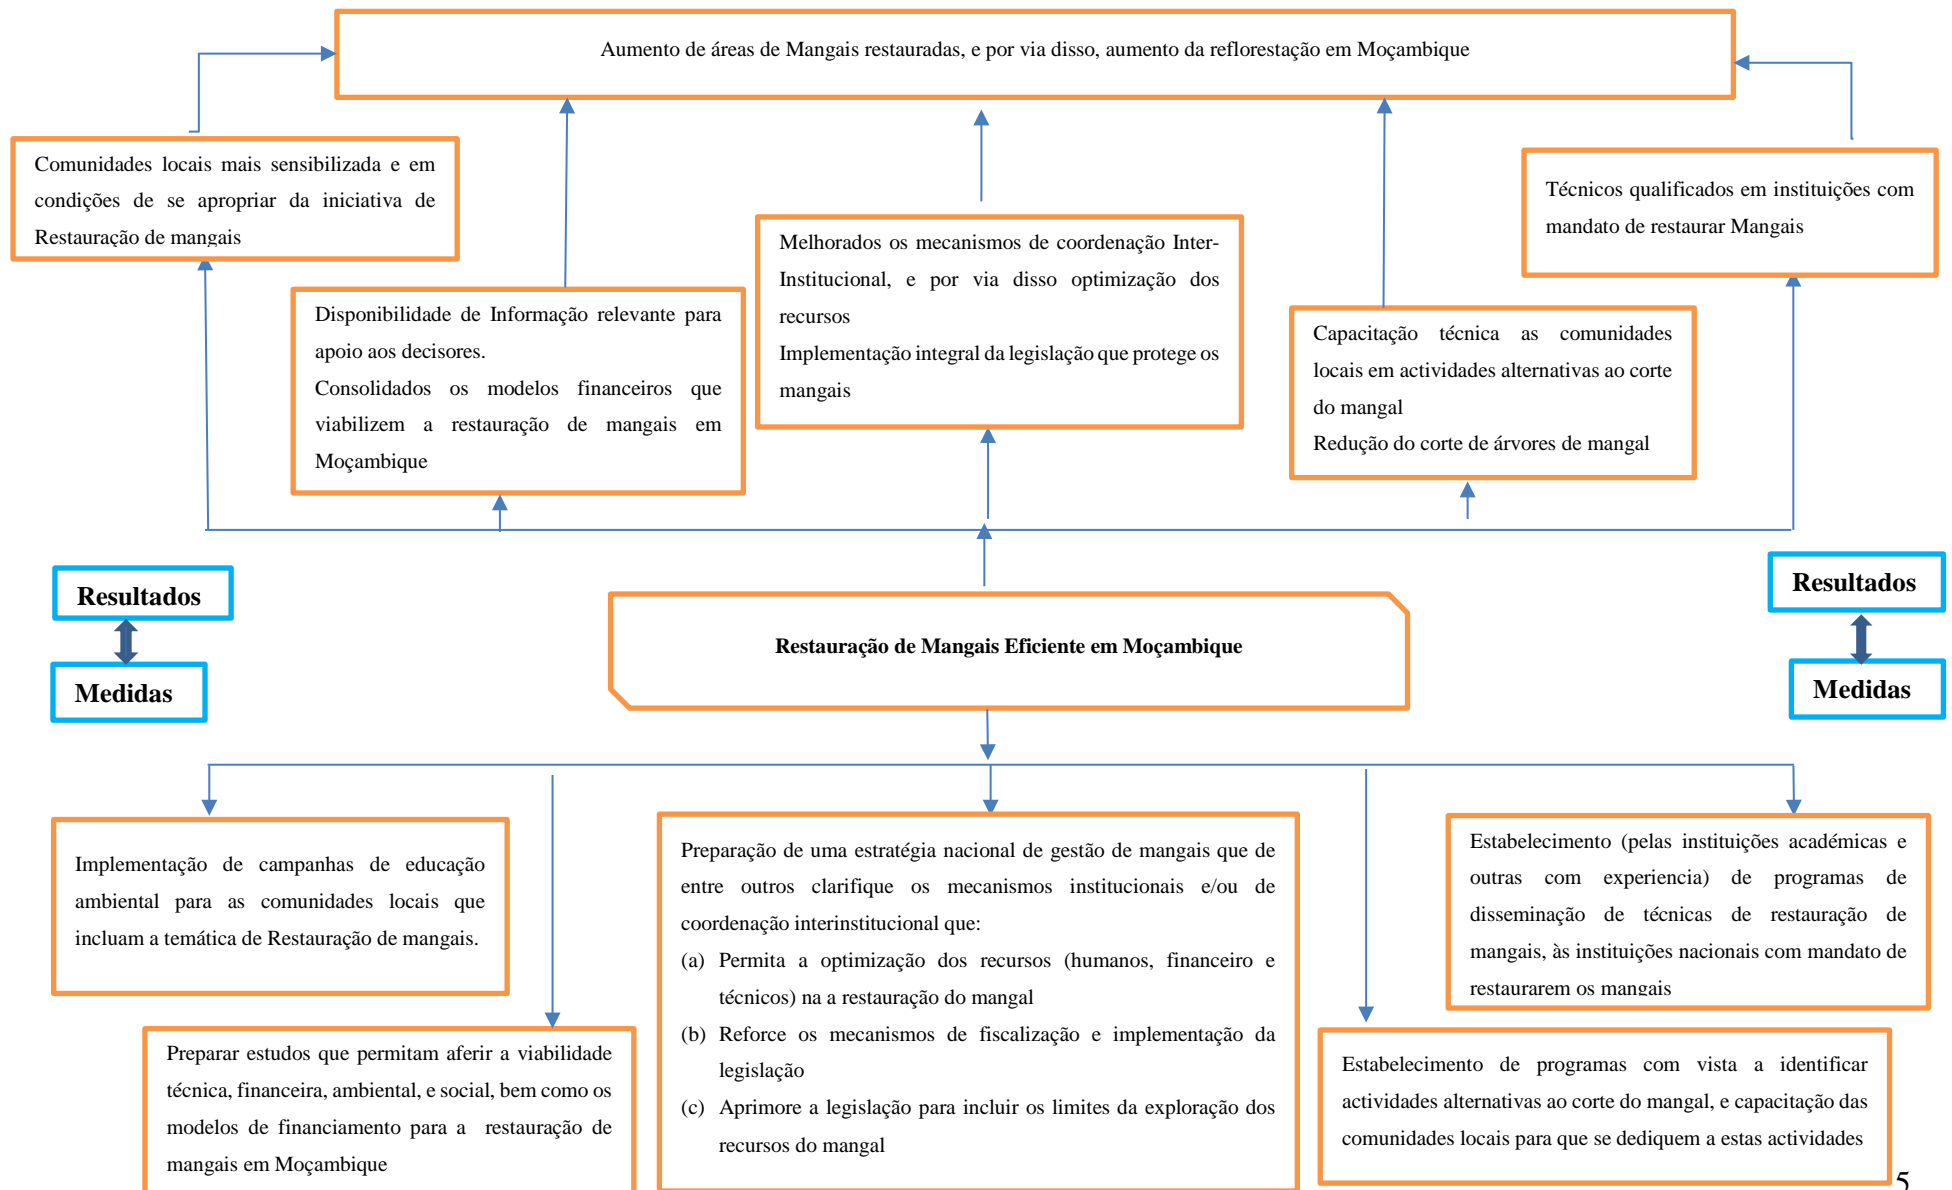 Aumento de áreas de Mangais restauradas, e por via disso, aumento da reflorestação em Moçambique
Comunidades locais mais sensibilizada e em
condições de se apropriar da iniciativa de
Restauração de mangais
Disponibilidade de Informação relevante para
apoio aos decisores.
Consolidados os modelos financeiros que
viabilizem a restauração de mangais em
Moçambique
Melhorados os mecanismos de coordenação Inter-
Institucional, e por via disso optimização dos
recursos
Implementação integral da legislação que protege os
mangais
Capacitação técnica as comunidades
locais em actividades alternativas ao corte
do mangal
Redução do corte de árvores de mangal
Técnicos qualificados em instituições com
mandato de restaurar Mangais
Resultados
Medidas
Restauração de Mangais Eficiente em Moçambique
Resultados
Medidas
Implementação de campanhas de educação
ambiental para as comunidades locais que
incluam a temática de Restauração de mangais.
Preparar estudos que permitam aferir a viabilidade
técnica, financeira, ambiental, e social, bem como os
modelos de financiamento para a restauração de
mangais em Moçambique
Preparação de uma estratégia nacional de gestão de mangais que de
entre outros clarifique os mecanismos institucionais e/ou de
coordenação interinstitucional que:
(a) Permita a optimização dos recursos (humanos, financeiro e
técnicos) na a restauração do mangal
(b) Reforce os mecanismos de fiscalização e implementação da
legislação
(c) Aprimore a legislação para incluir os limites da exploração dos
recursos do mangal
Estabelecimento de programas com vista a identificar
actividades alternativas ao corte do mangal, e capacitação das
comunidades locais para que se dediquem a estas actividades
Estabelecimento (pelas instituições académicas e
outras com experiencia) de programas de
disseminação de técnicas de restauração de
mangais, às instituições nacionais com mandato de
restaurarem os mangais
5